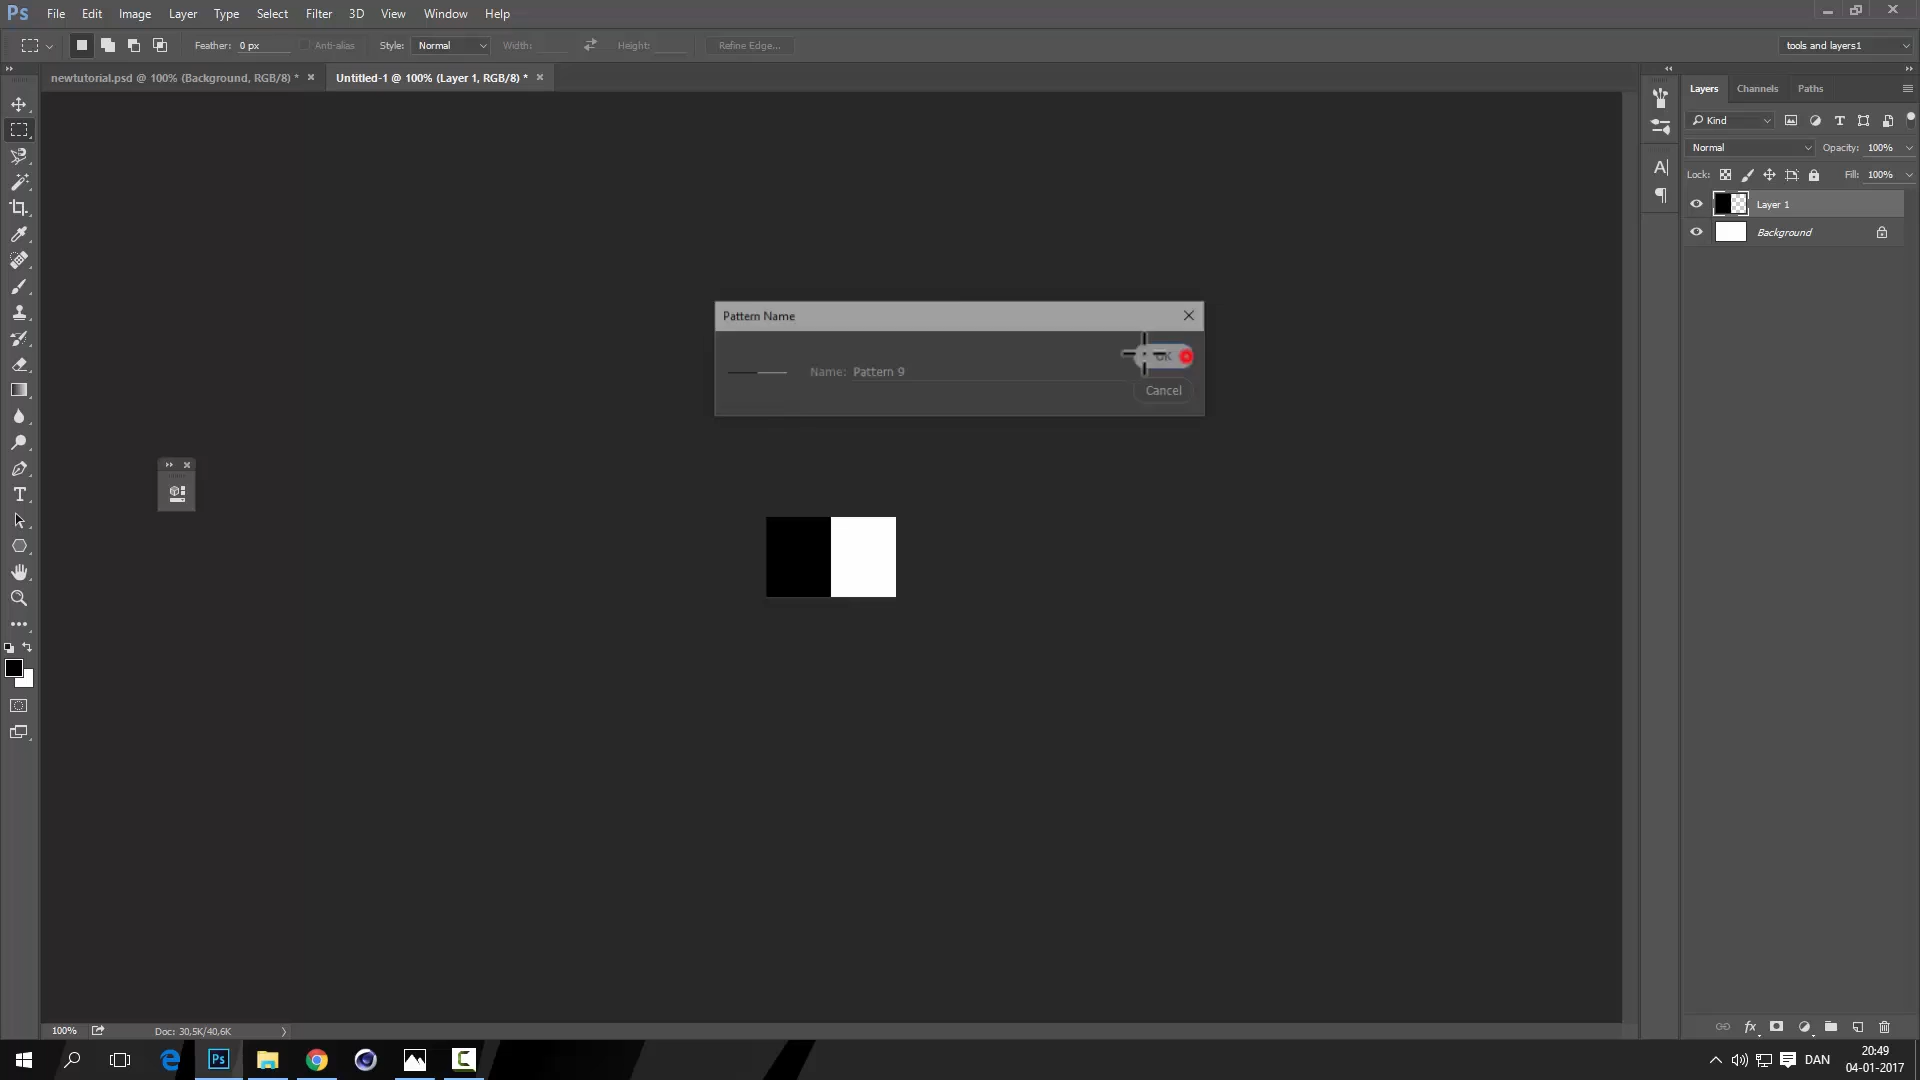 Ps File Edit Image Layer Type Select Filter 3D View Window Help
Feather: 0 px Anti-alias Style: Normal Width: Height: Refine Edge... tools and layers1
newtutorial.psd @ 100% (Background, RGB/8) * Untitled-1 @ 100% (Layer 1, RGB/8) *
Layers Channels Paths
Kind
Normal Opacity: 100%
Lock: Fill: 100%
Layer 1
Background
Pattern Name
OK
Name: Pattern 9
Cancel
100% Doc: 30,5K/40,6K
Ps
DAN
20:49
04-01-2017